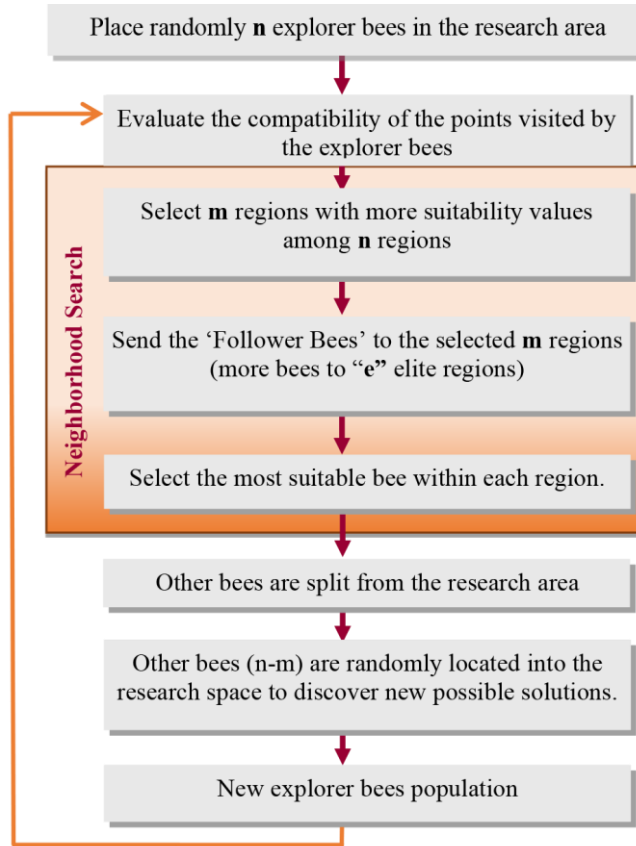 Place randomly n explorer bees in the research area
Evaluate the compatibility of the points visited by
the explorer bees
Neighborhood Search
Select m regions with more suitability values
among n regions
Send the ‘Follower Bees’ to the selected m regions
(more bees to “e” elite regions)
Select the most suitable bee within each region.
Other bees are split from the research area
Other bees (n-m) are randomly located into the
research space to discover new possible solutions.
New explorer bees population